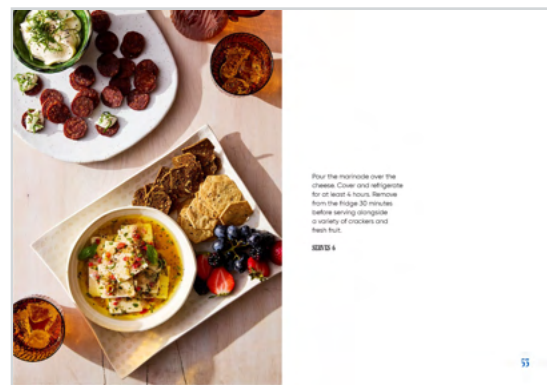 Pour the marinade over the
cheese. Cover and refrigerate
for at least 4 hours. Remove
from the fridge 30 minutes
before serving alongside
a variety of crackers and
fresh fruit.
SERVES 6
53